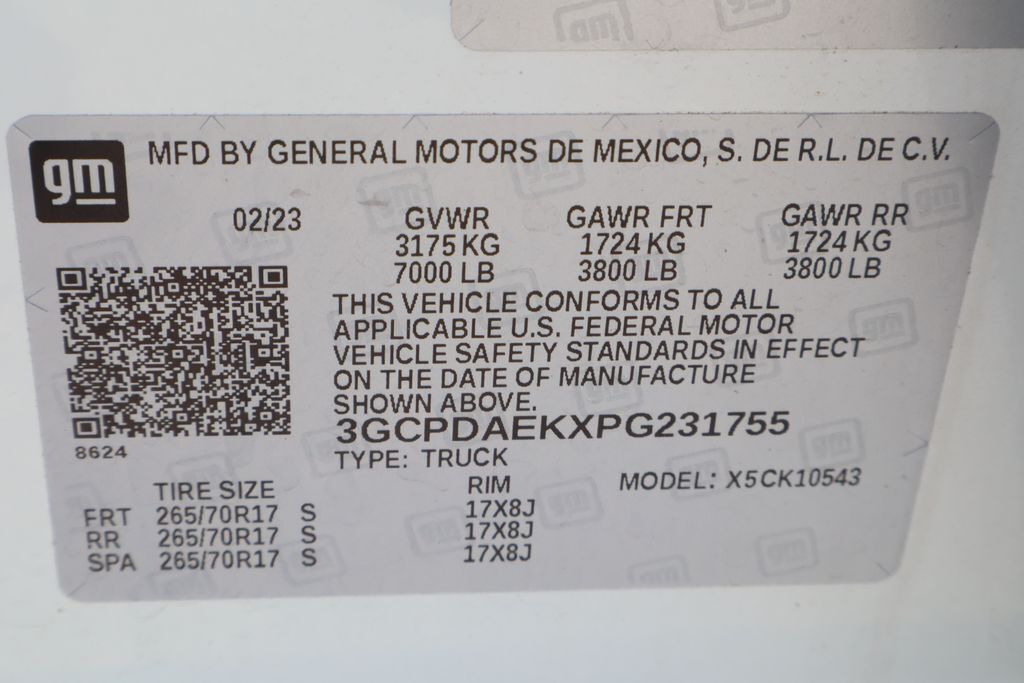 gm
MFD BY GENERAL MOTORS DE MEXICO, S. DE R.L. DE C.V.
02/23 GVWR GAWR FRT GAWR RR
3175 KG 1724 KG 1724 KG
7000 LB 3800 LB 3800 LB
THIS VEHICLE CONFORMS TO ALL
APPLICABLE U.S. FEDERAL MOTOR
VEHICLE SAFETY STANDARDS IN EFFECT
ON THE DATE OF MANUFACTURE
SHOWN ABOVE.
3GCPDAEKXPG231755
8624
TYPE: TRUCK
MODEL: X5CK10543
TIRE SIZE RIM
FRT 265/70R17 S 17X8J
RR 265/70R17 S 17X8J
SPA 265/70R17 S 17X8J